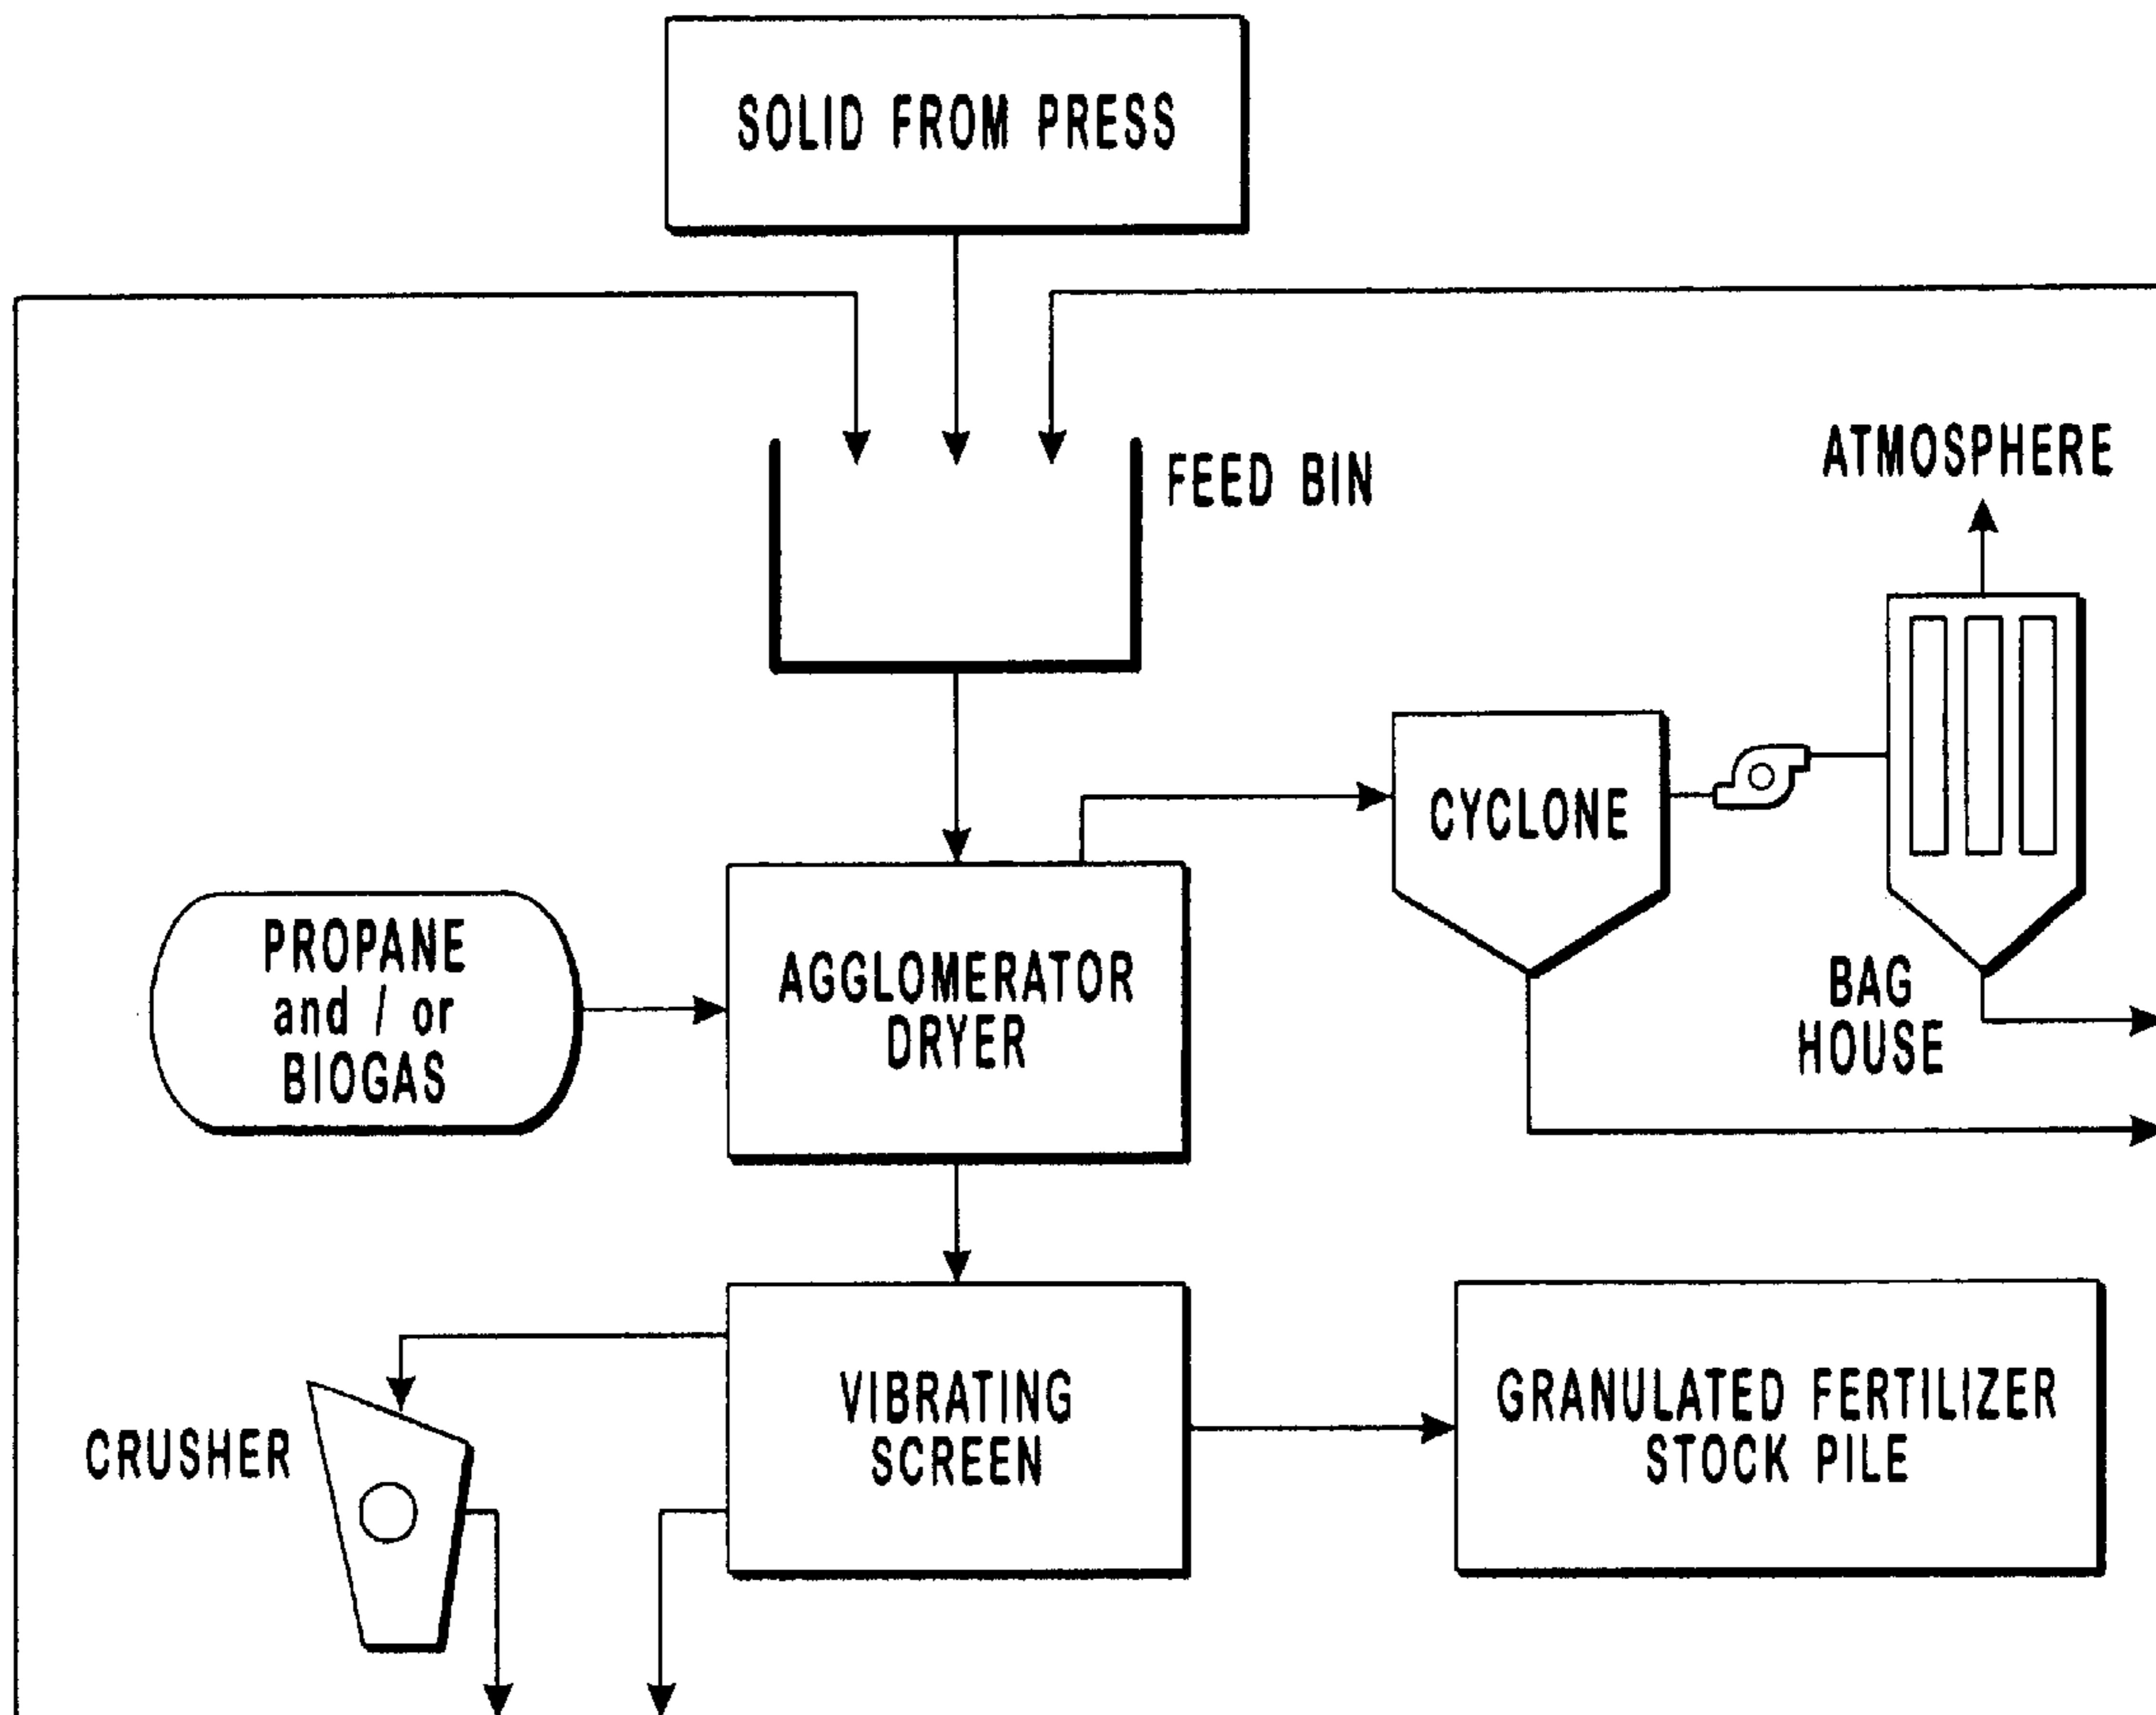 SOLID FROM PRESS
FEED BIN
ATMOSPHERE
CYCLONE
PROPANE
and / or
BIOGAS
AGGLOMERATOR
DRYER
BAG
HOUSE
CRUSHER
VIBRATING
SCREEN
GRANULATED FERTILIZER
STOCK PILE